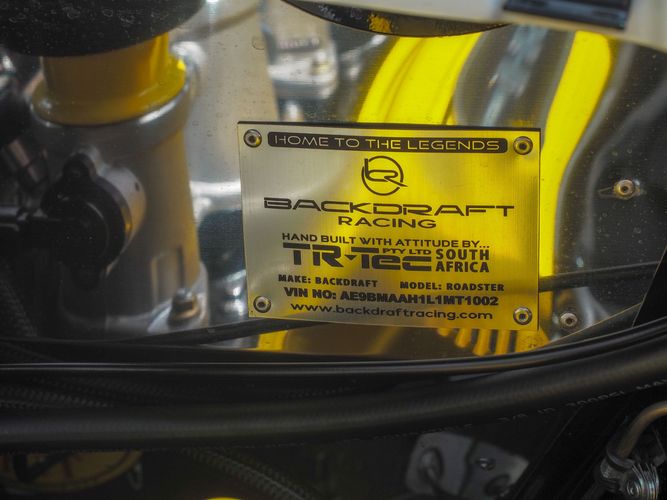 HOME TO THE LEGENDS
BACKDRAFT
RACING
HAND BUILT WITH ATTITUDE BY...
TR-Tec PTY LTD SOUTH AFRICA
MAKE: BACKDRAFT MODEL: ROADSTER
VIN NO: AE9BMAAH1L1MT1002
www.backdraftracing.com